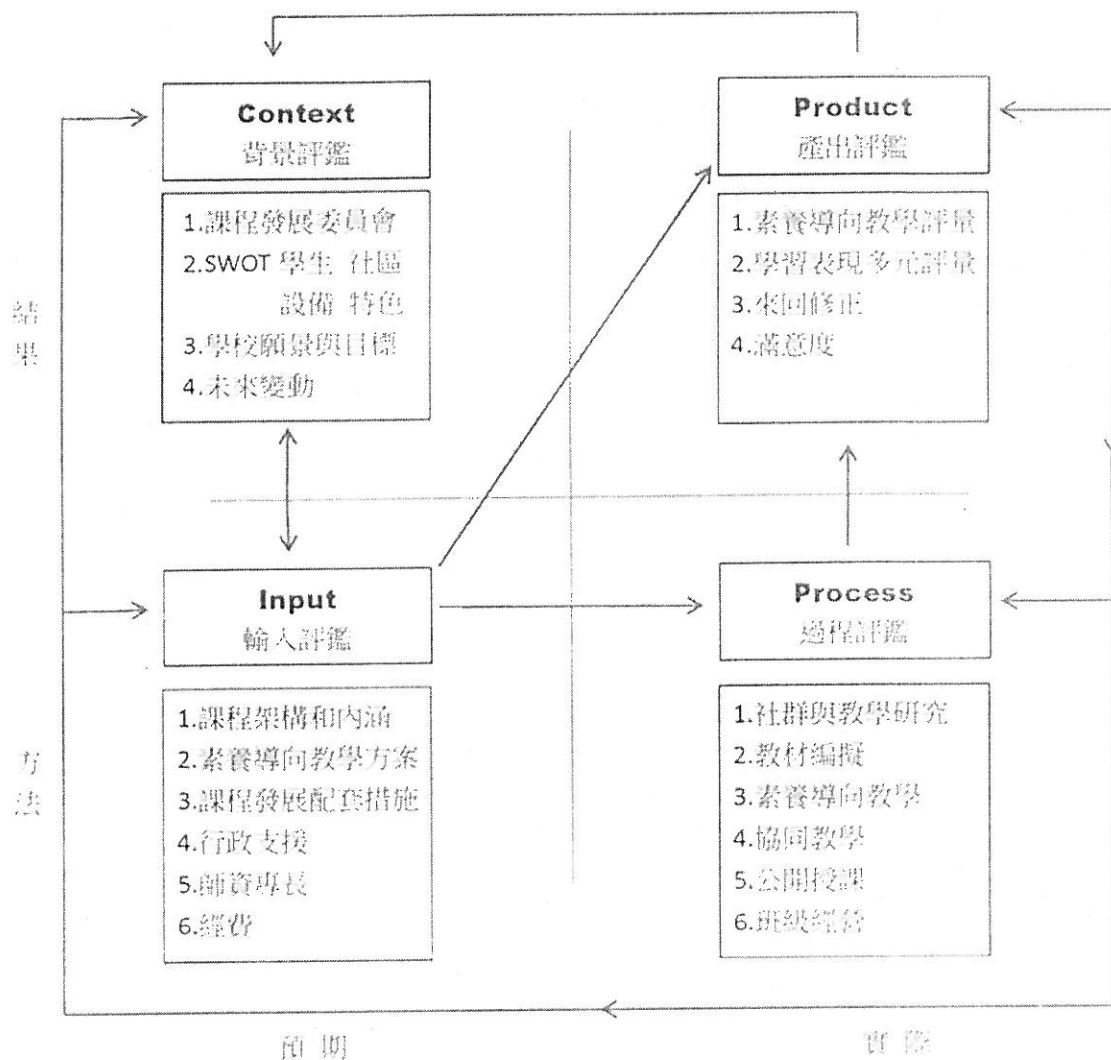 Context
背景評鑑
1.課程發展委員會
2.SWOT 學生 社區
設備 特色
3.學校願景與目標
4.未來變動
Product
產出評鑑
1.素養導向教學評量
2.學習表現多元評量
3.來回修正
4.滿意度
結果
Input
輸入評鑑
1.課程架構和內涵
2.素養導向教學方案
3.課程發展配套措施
4.行政支援
5.師資專長
6.經費
Process
過程評鑑
1.社群與教學研究
2.教材編擬
3.素養導向教學
4.協同教學
5.公開授課
6.班級經營
方法
預期
實際